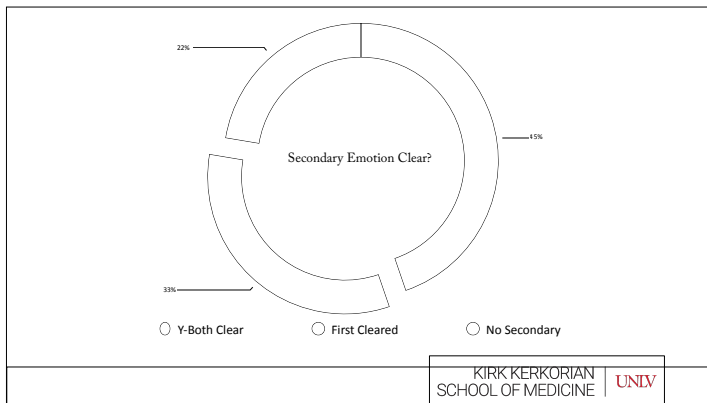 22%
Secondary Emotion Clear?
45%
33%
Y-Both Clear
First Cleared
No Secondary
KIRK KERKORIAN
SCHOOL OF MEDICINE
UNLV